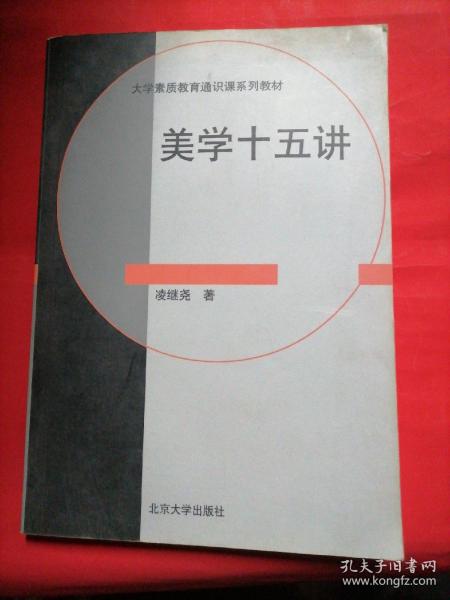 大学素质教育通识课系列教材
美学十五讲
凌继尧 著
北京大学出版社
孔夫子旧书网
www.kongfz.com